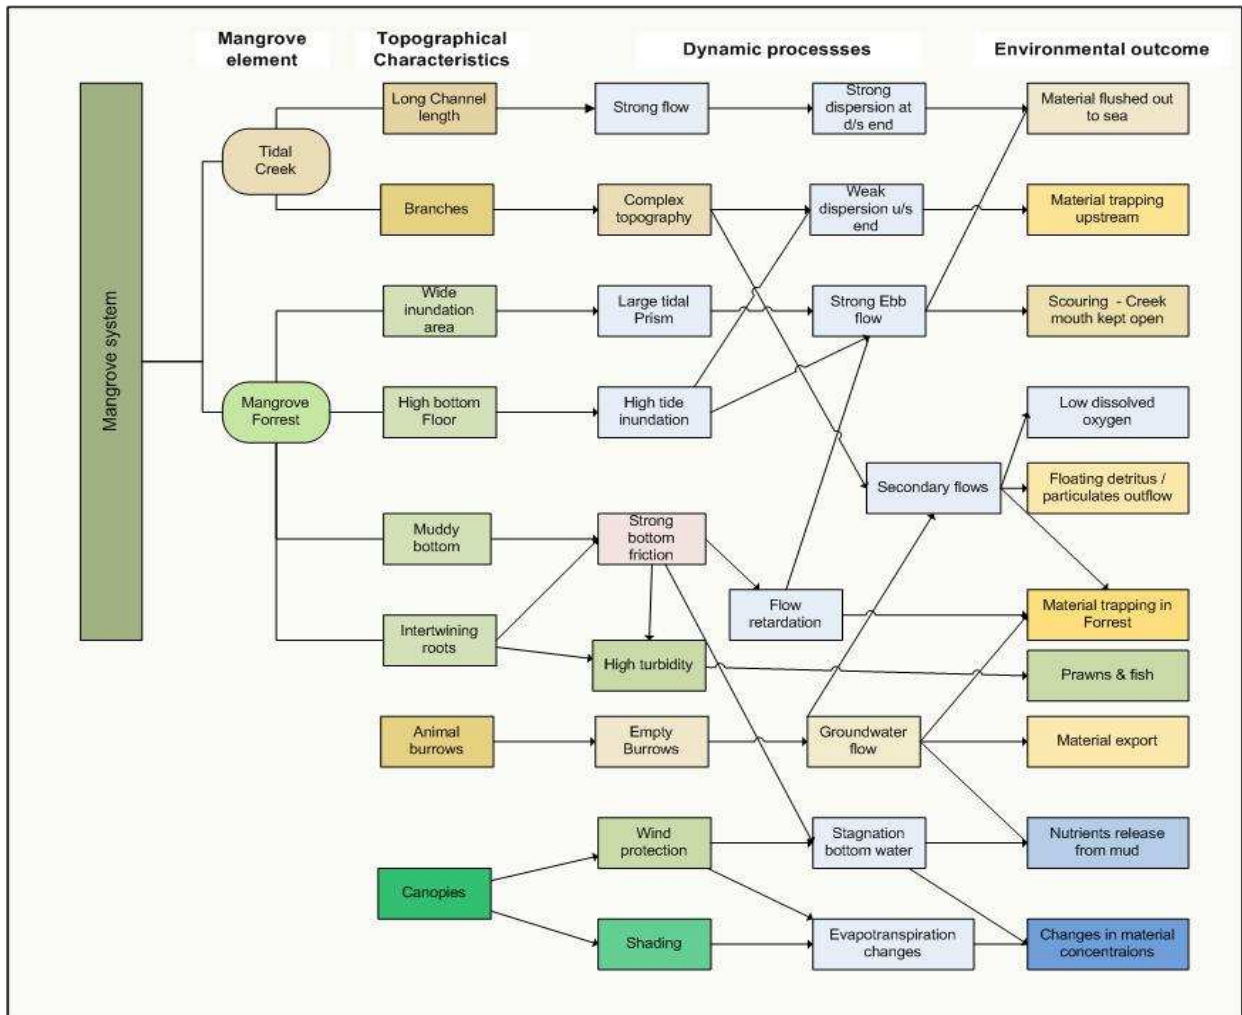 Mangrove
element
Topographical
Characteristics
Dynamic processses
Environmental outcome
Mangrove system
Tidal
Creek
Mangrove
Forrest
Long Channel
length
Strong flow
Strong
dispersion at
d/s end
Material flushed out
to sea
Branches
Complex
topography
Weak
dispersion u/s
end
Material trapping
upstream
Wide
inundation
area
Large tidal
Prism
Strong Ebb
flow
Scouring - Creek
mouth kept open
High bottom
Floor
High tide
inundation
Low dissolved
oxygen
Secondary flows
Floating detritus /
particulates outflow
Muddy
bottom
Strong
bottom
friction
Flow
retardation
Material trapping in
Forrest
Intertwining
roots
High turbidity
Prawns & fish
Animal
burrows
Empty
Burrows
Groundwater
flow
Material export
Wind
protection
Stagnation
bottom water
Nutrients release
from mud
Canopies
Shading
Evapotranspiration
changes
Changes in material
concentraions